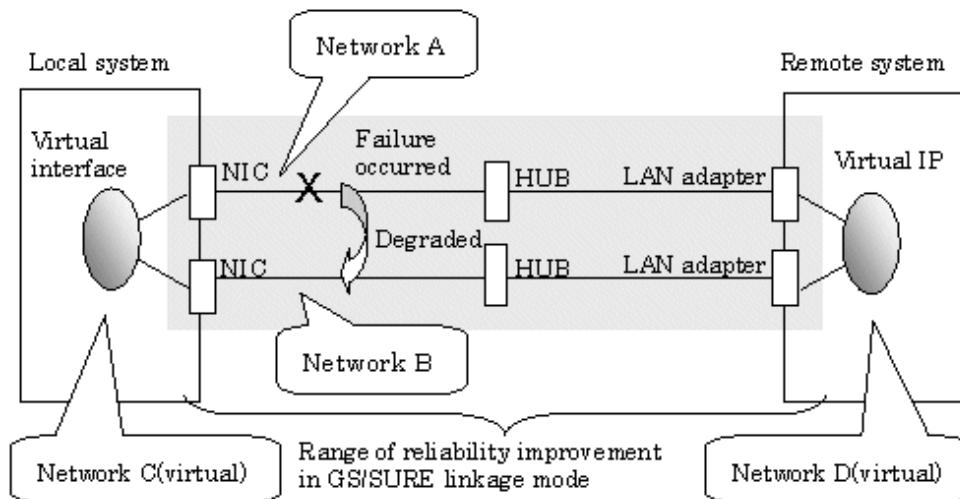 Network A
Local system
Remote system
Virtual
interface
Failure
occurred
Virtual IP
NIC
X
HUB
LAN adapter
Degraded
NIC
HUB
LAN adapter
Network B
Range of reliability improvement
in GS/SURE linkage mode
Network C(virtual)
Network D(virtual)